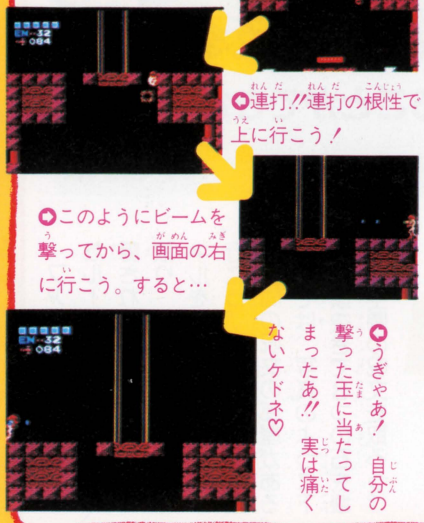 EN・・32
084
連打!!連打の根性で
上に行こう!
このようにビームを
撃ってから、画面の右
に行こう。すると…
EN・・32
084
うぎゃあ! 自分の
撃った玉に当たってし
まったあ!! 実は痛く
ないケドネ♡